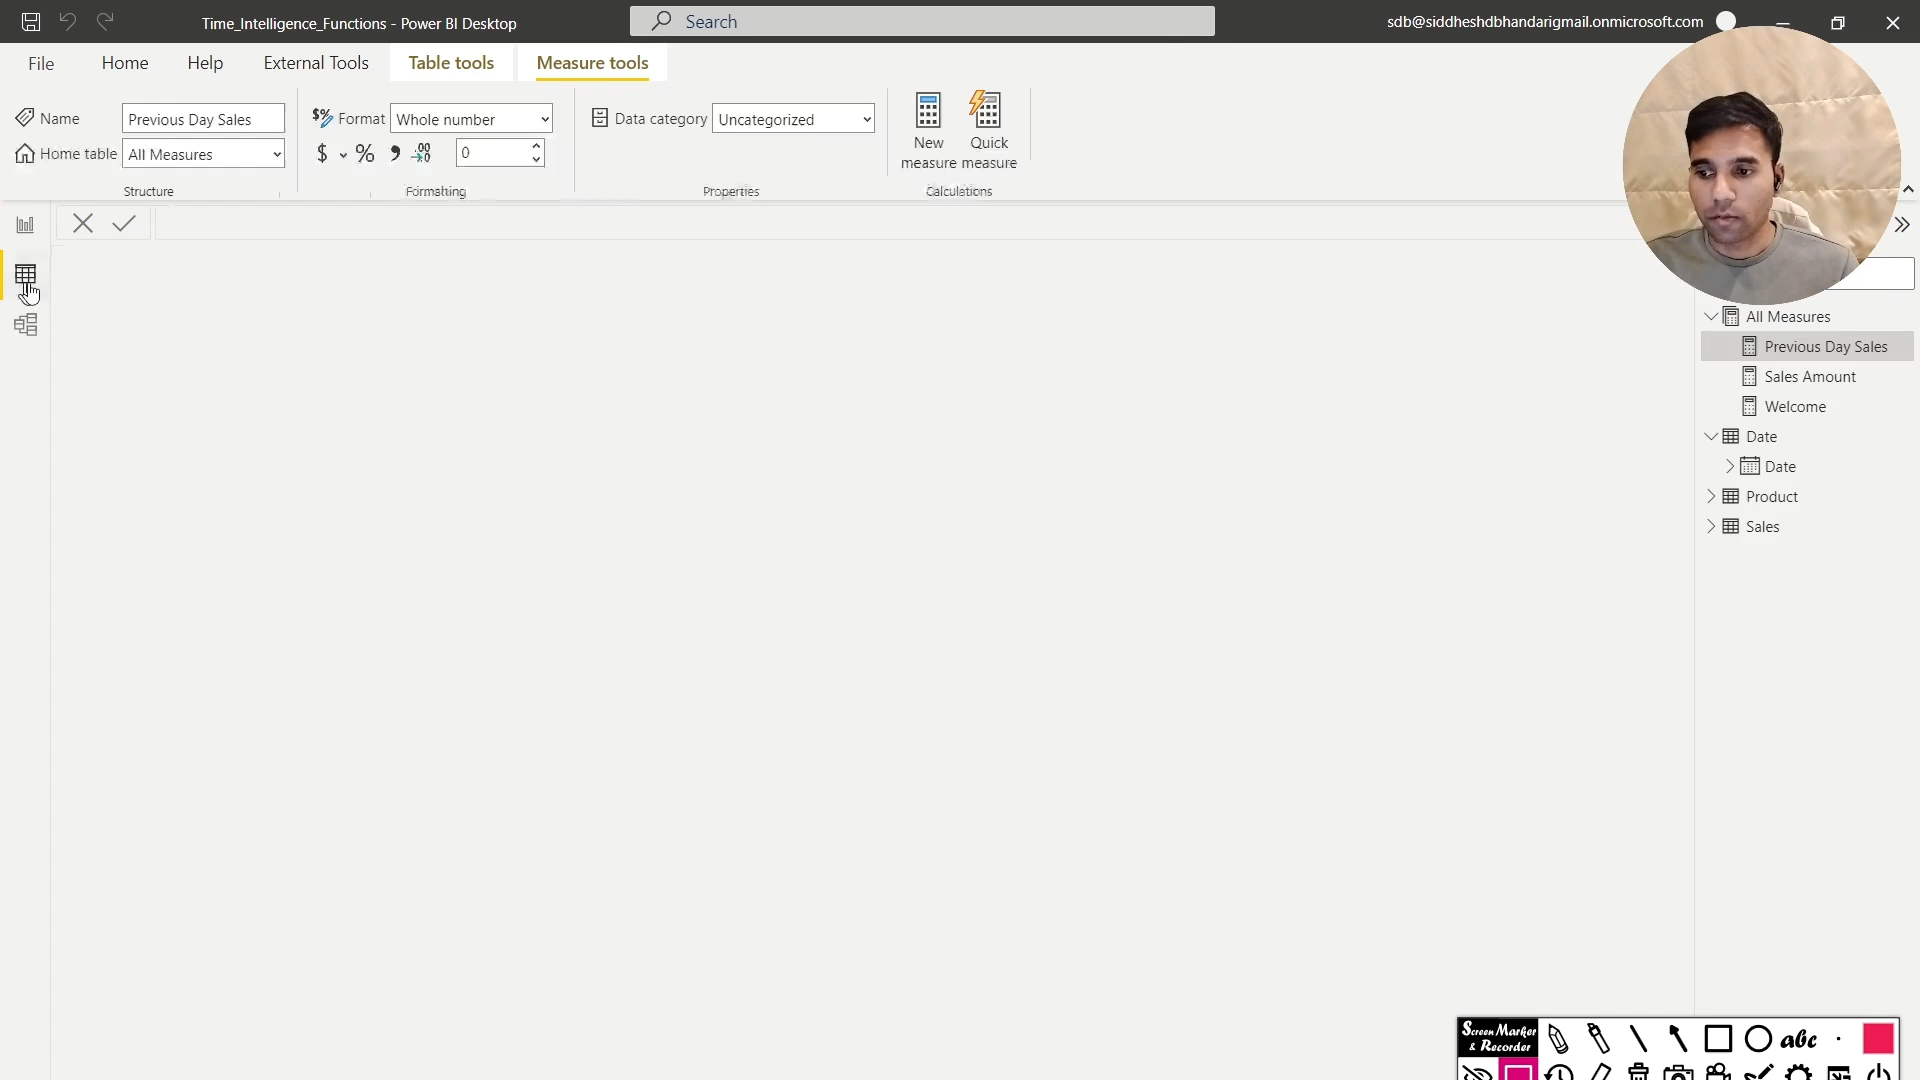 Time_Intelligence_Functions - Power BI Desktop
Search
sdb@siddheshdbhandarigmail.onmicrosoft.com
File
Home
Help
External Tools
Table tools
Measure tools
Name
Previous Day Sales
Format
Whole number
Data category
Uncategorized
New measure
Quick measure
Home table
All Measures
$ % 9 .00
0
Structure
Formatting
Properties
Calculations
All Measures
Previous Day Sales
Sales Amount
Welcome
Date
Date
Product
Sales
Screen Marker
& Recorder
abc